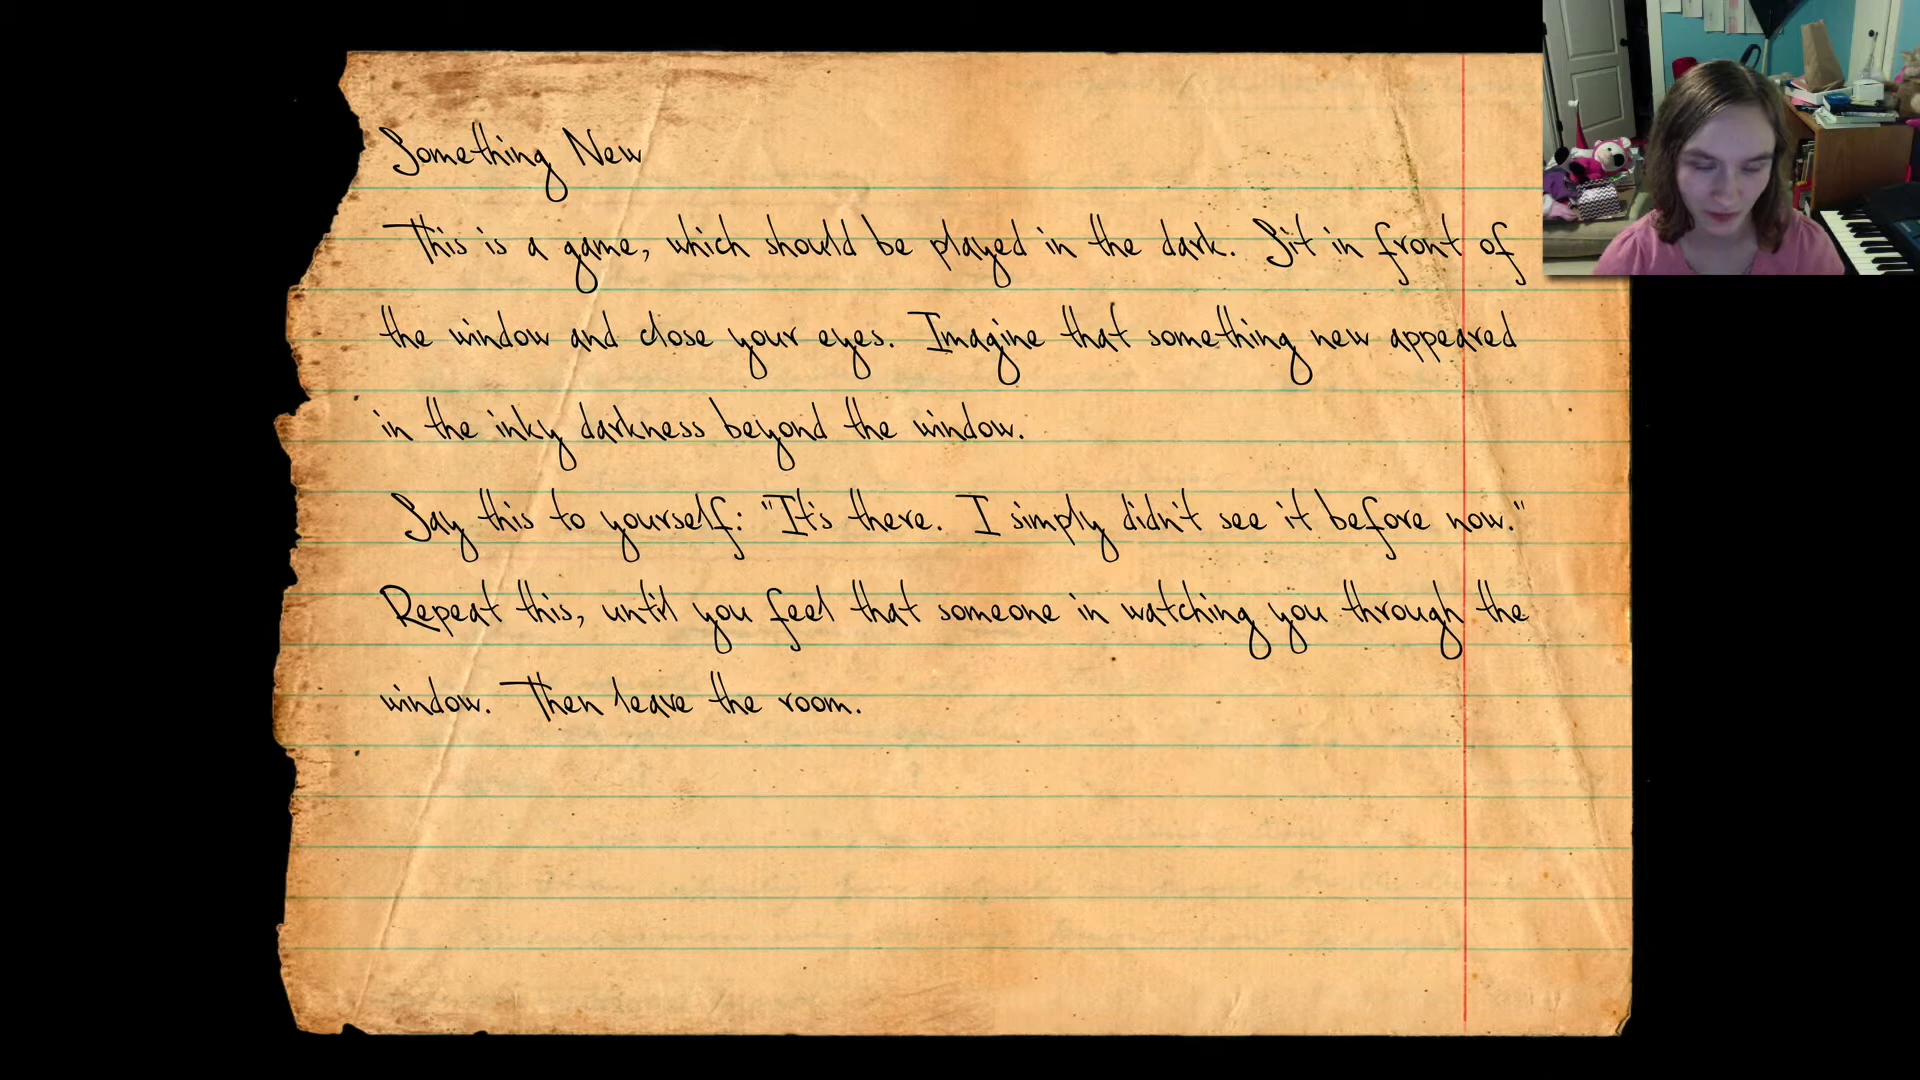 Something New
This is a game, which should be played in the dark. Sit in front of
the window and close your eyes. Imagine that something new appeared
in the inky darkness beyond the window.
Say this to yourself: "It's there. I simply didn't see it before now."
Repeat this, until you feel that someone in watching you through the
window. Then leave the room.